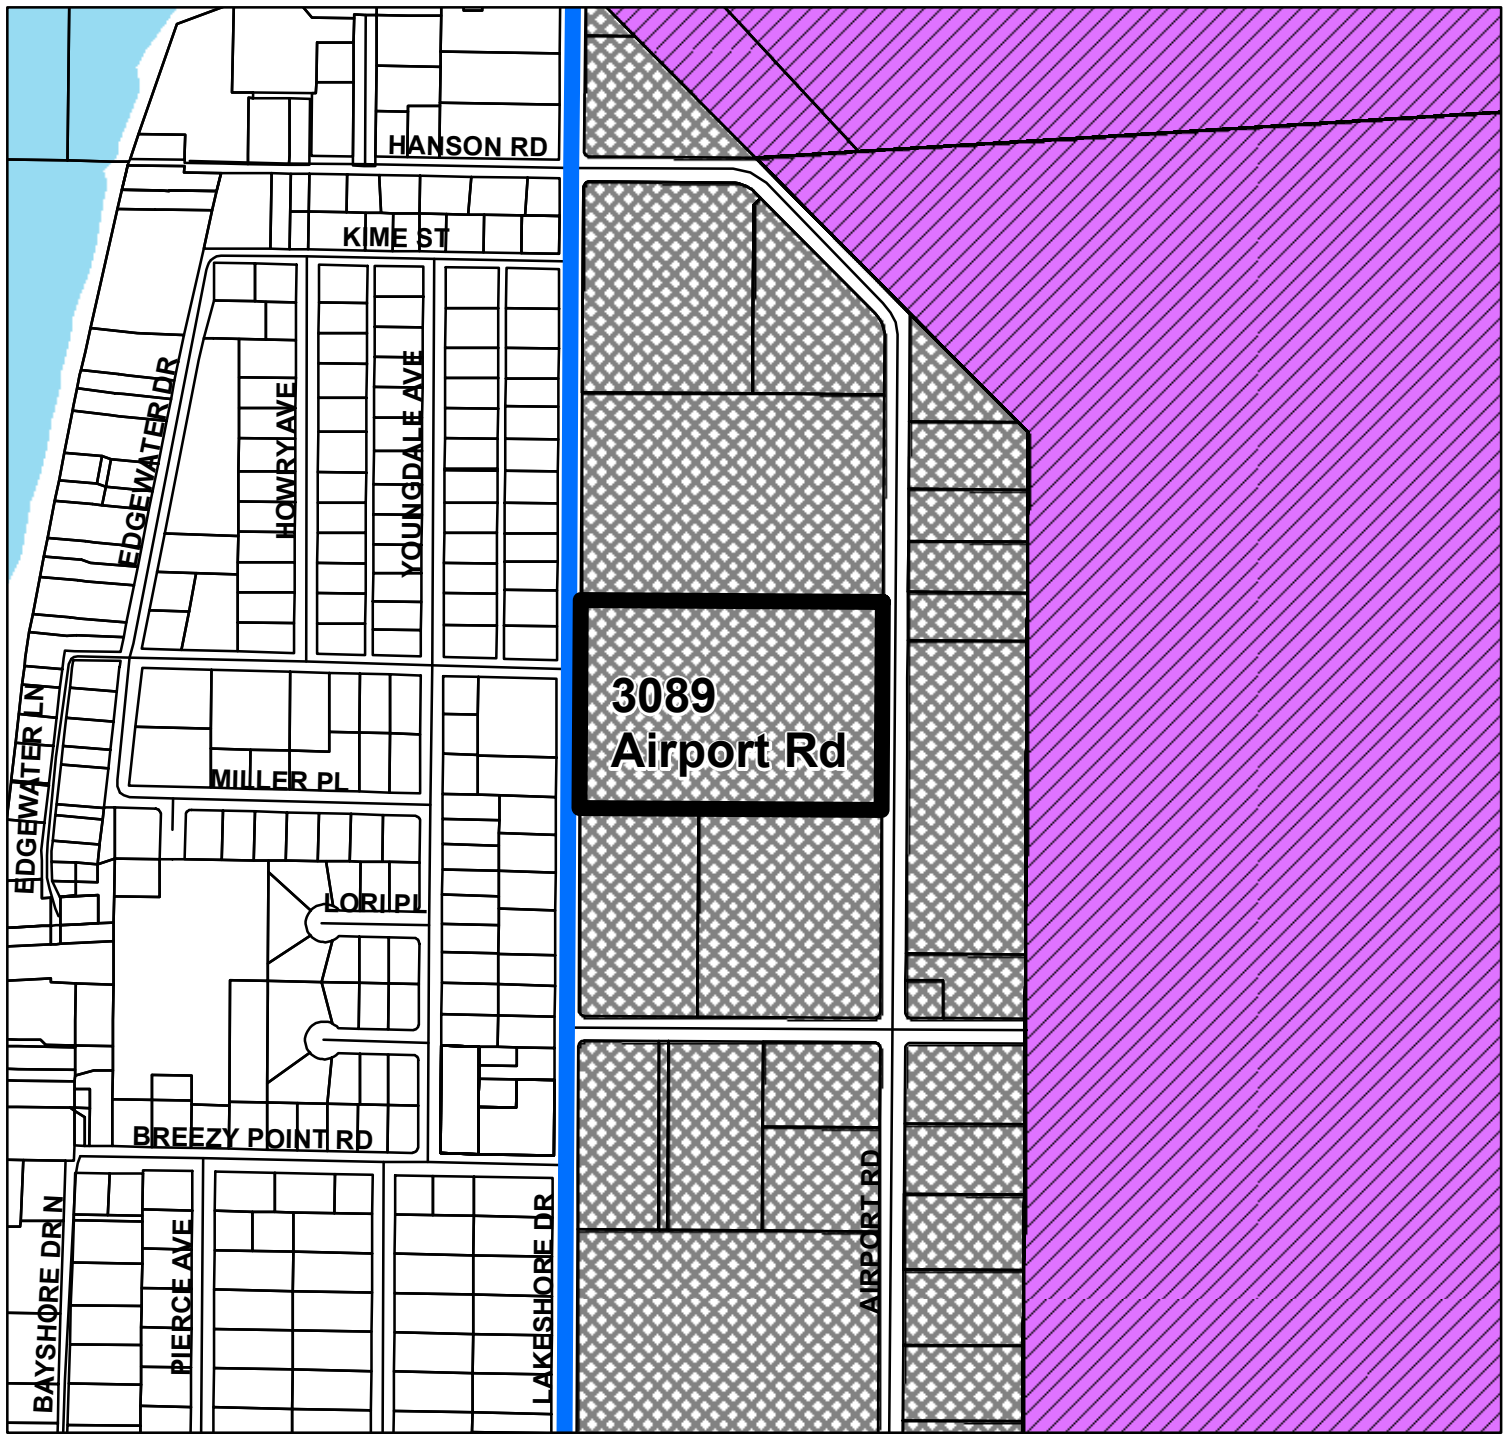 HANSON RD
KIME ST
EDGEWATER DR
HOWRY AVE
YOUNGDALE AVE
3089
Airport Rd
EDGEWATER LN
MILLER PL
LORI PL
BREEZY POINT RD
BAYSHORE DR N
PIERCE AVE
LAKESHORE DR
AIRPORT RD